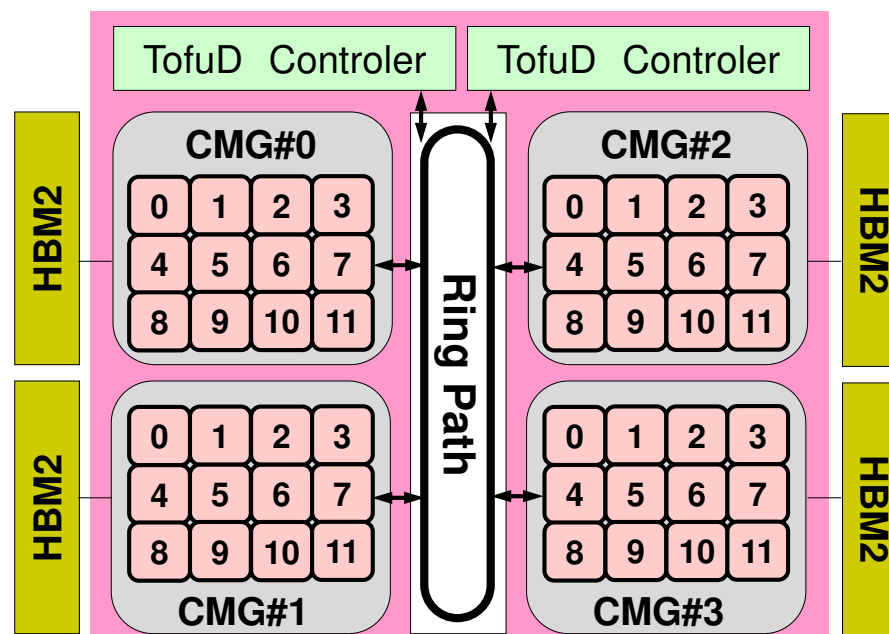 TofuD Controler
TofuD Controler
HBM2
CMG#0
0 1 2 3
4 5 6 7
8 9 10 11
Ring Path
CMG#2
0 1 2 3
4 5 6 7
8 9 10 11
HBM2
HBM2
0 1 2 3
4 5 6 7
8 9 10 11
CMG#1
0 1 2 3
4 5 6 7
8 9 10 11
CMG#3
HBM2